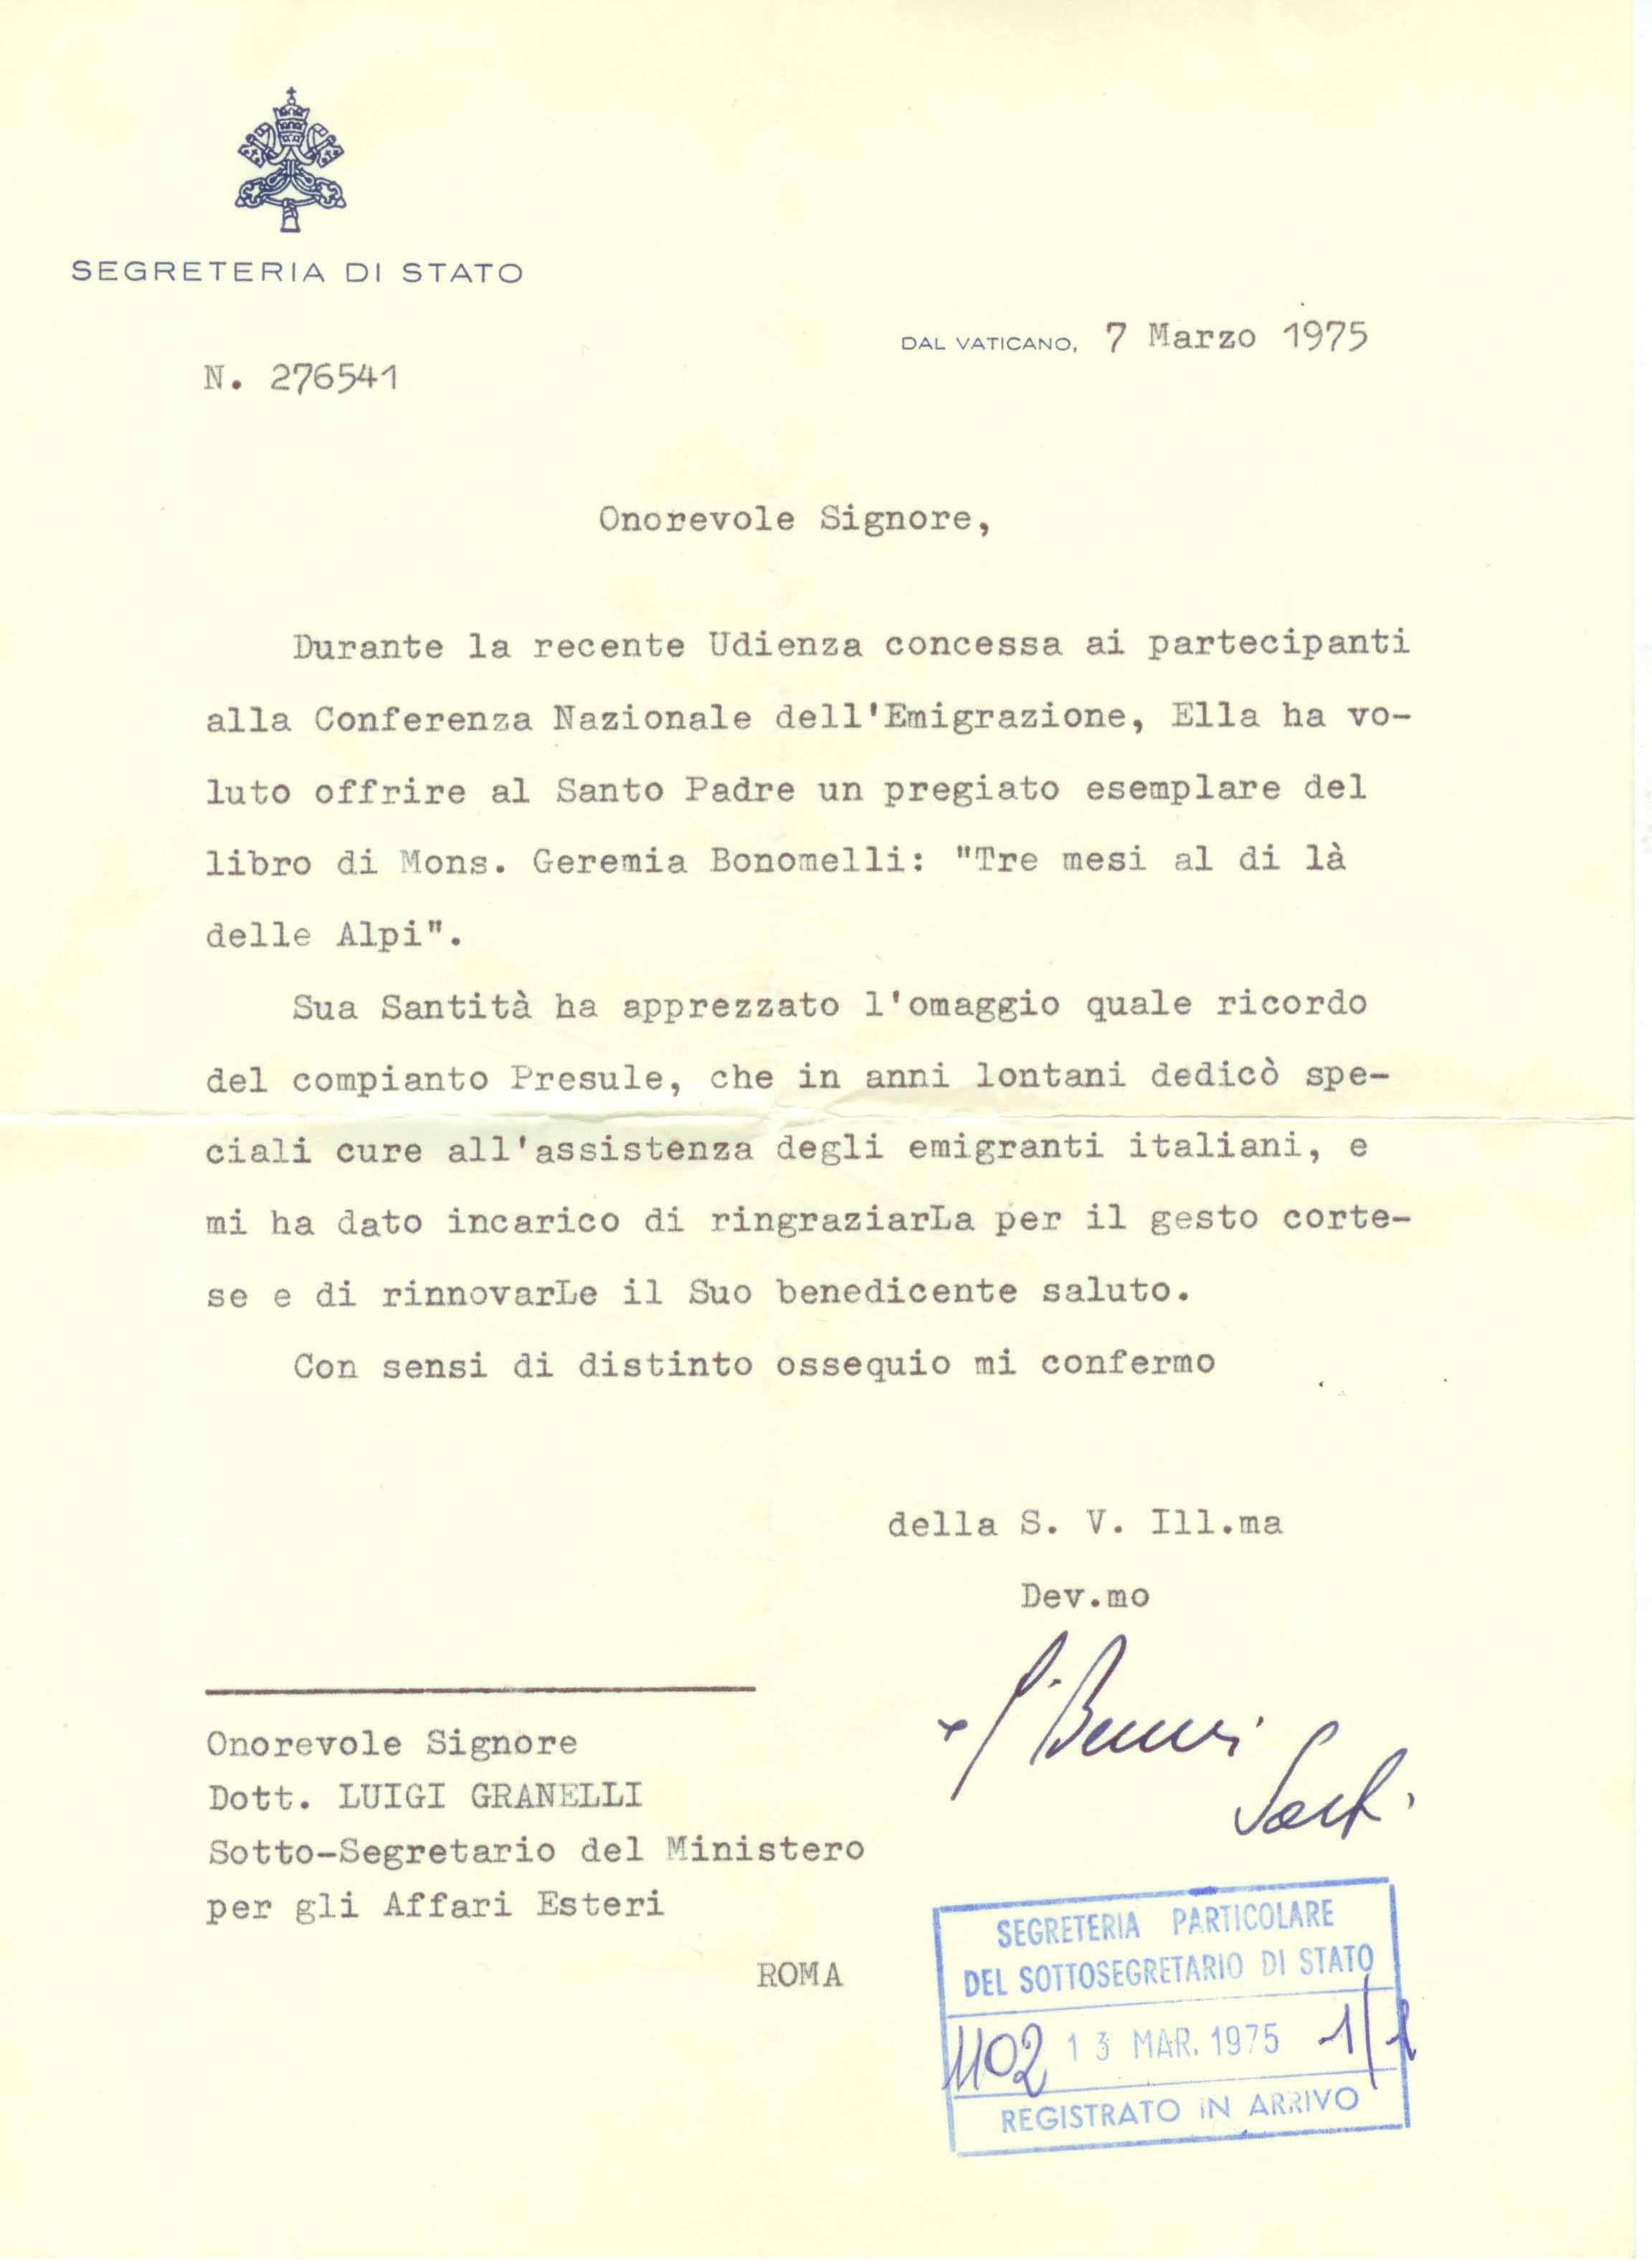 SEGRETERIA DI STATO
DAL VATICANO, 7 Marzo 1975
N. 276541
Onorevole Signore,
Durante la recente Udienza concessa ai partecipanti
alla Conferenza Nazionale dell'Emigrazione, Ella ha vo-
luto offrire al Santo Padre un pregiato esemplare del
libro di Mons. Geremia Bonomelli: "Tre mesi al di là
delle Alpi".
Sua Santità ha apprezzato l'omaggio quale ricordo
del compianto Presule, che in anni lontani dedicò spe-
ciali cure all'assistenza degli emigranti italiani, e
mi ha dato incarico di ringraziarLa per il gesto corte-
se e di rinnovarLe il Suo benedicente saluto.
Con sensi di distinto ossequio mi confermo
della S. V. Ill.ma
Dev.mo
Onorevole Signore
Dott. LUIGI GRANELLI
Sotto-Segretario del Ministero
per gli Affari Esteri
ROMA
SEGRETERIA PARTICOLARE
DEL SOTTOSEGRETARIO DI STATO
1102 13 MAR. 1975
REGISTRATO IN ARRIVO